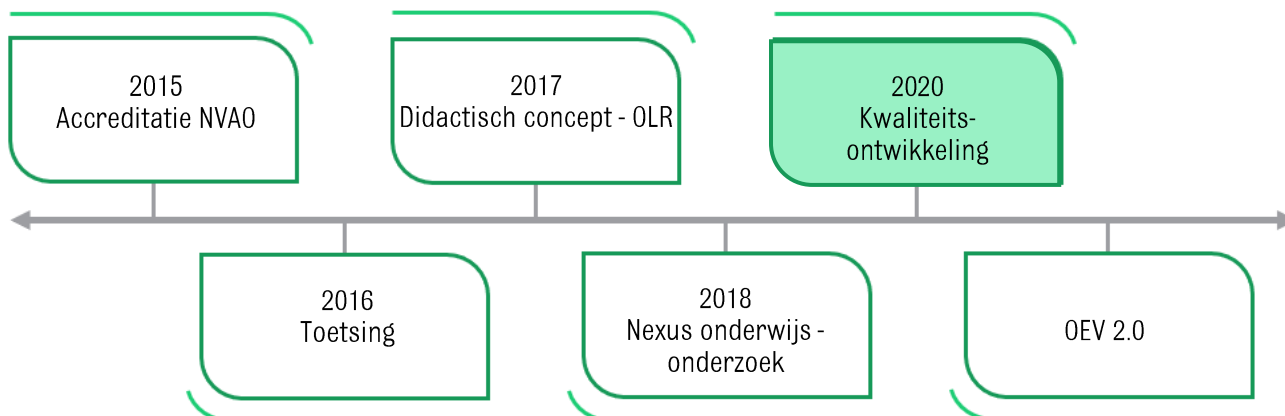 2015
Accreditatie NVAO
2016
Toetsing
2017
Didactisch concept - OLR
2018
Nexus onderwijs -
onderzoek
2020
Kwaliteits-
ontwikkeling
OEV 2.0